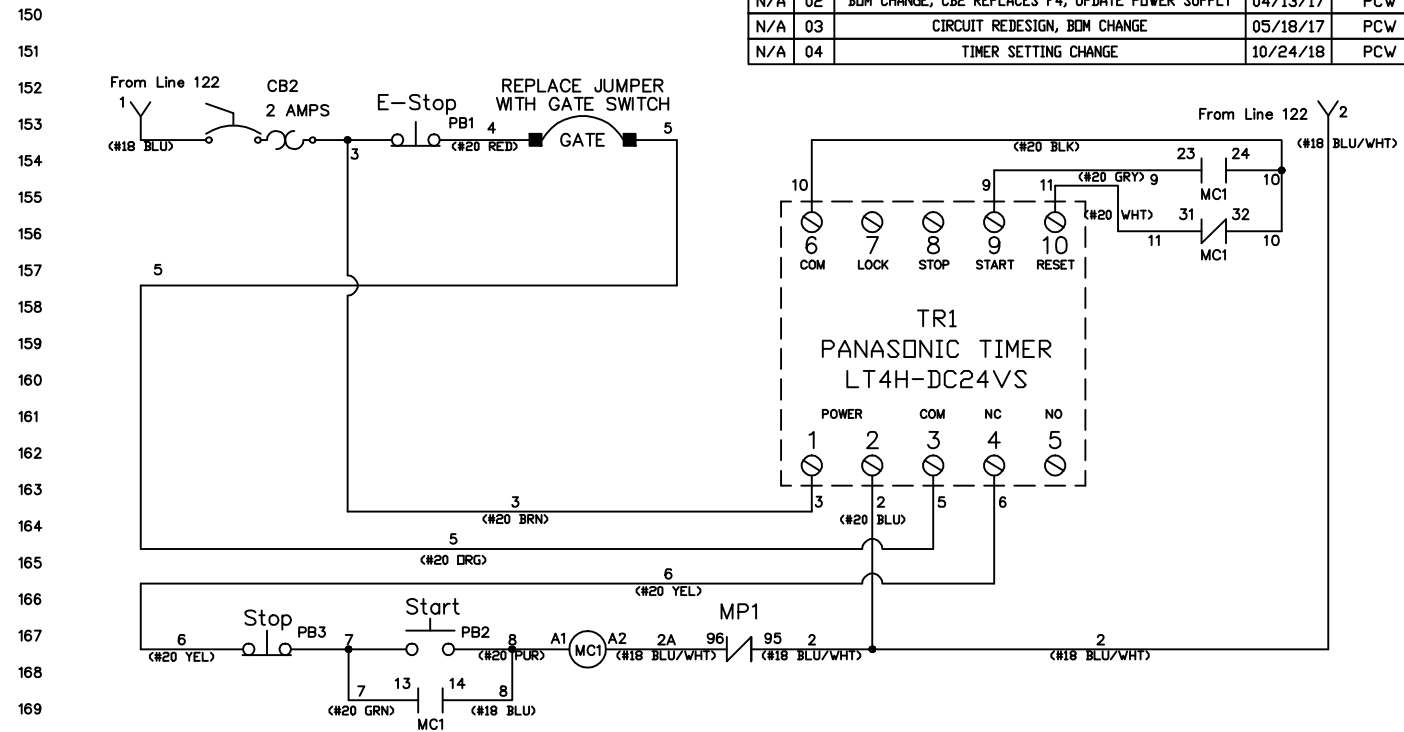 N/A 02 BOM CHANGE, CB2 REPLACES F4, UPDATE POWER SUPPLY 04/13/17 PCW
N/A 03 CIRCUIT REDESIGN, BOM CHANGE 05/18/17 PCW
N/A 04 TIMER SETTING CHANGE 10/24/18 PCW
150
151
152
153
154
155
156
157
158
159
160
161
162
163
164
165
166
167
168
169
From Line 122
1
(#18 BLU)
CB2
2 AMPS
3
E-Stop
PB1
4
(#20 RED)
REPLACE JUMPER
WITH GATE SWITCH
GATE
5
From Line 122
2
(#18 BLU/WHT)
(#20 BLK)
23 24
MC1
10
(#20 GRY) 9
10
9
11
(#20 WHT)
31 32
11
MC1
10
6 7 8 9 10
COM LOCK STOP START RESET
5
TR1
PANASONIC TIMER
LT4H-DC24VS
POWER COM NC NO
1 2 3 4 5
3 2 5 6
(#20 BLU)
3
(#20 BRN)
5
(#20 ORG)
6
(#20 YEL)
6
(#20 YEL)
Stop
PB3
7
Start
PB2
8
(#20 PUR)
A1
MC1
A2
2A
(#18 BLU/WHT)
MP1
96 95
2
(#18 BLU/WHT)
2
(#18 BLU/WHT)
7
(#20 GRN)
13 14
MC1
8
(#18 BLU)